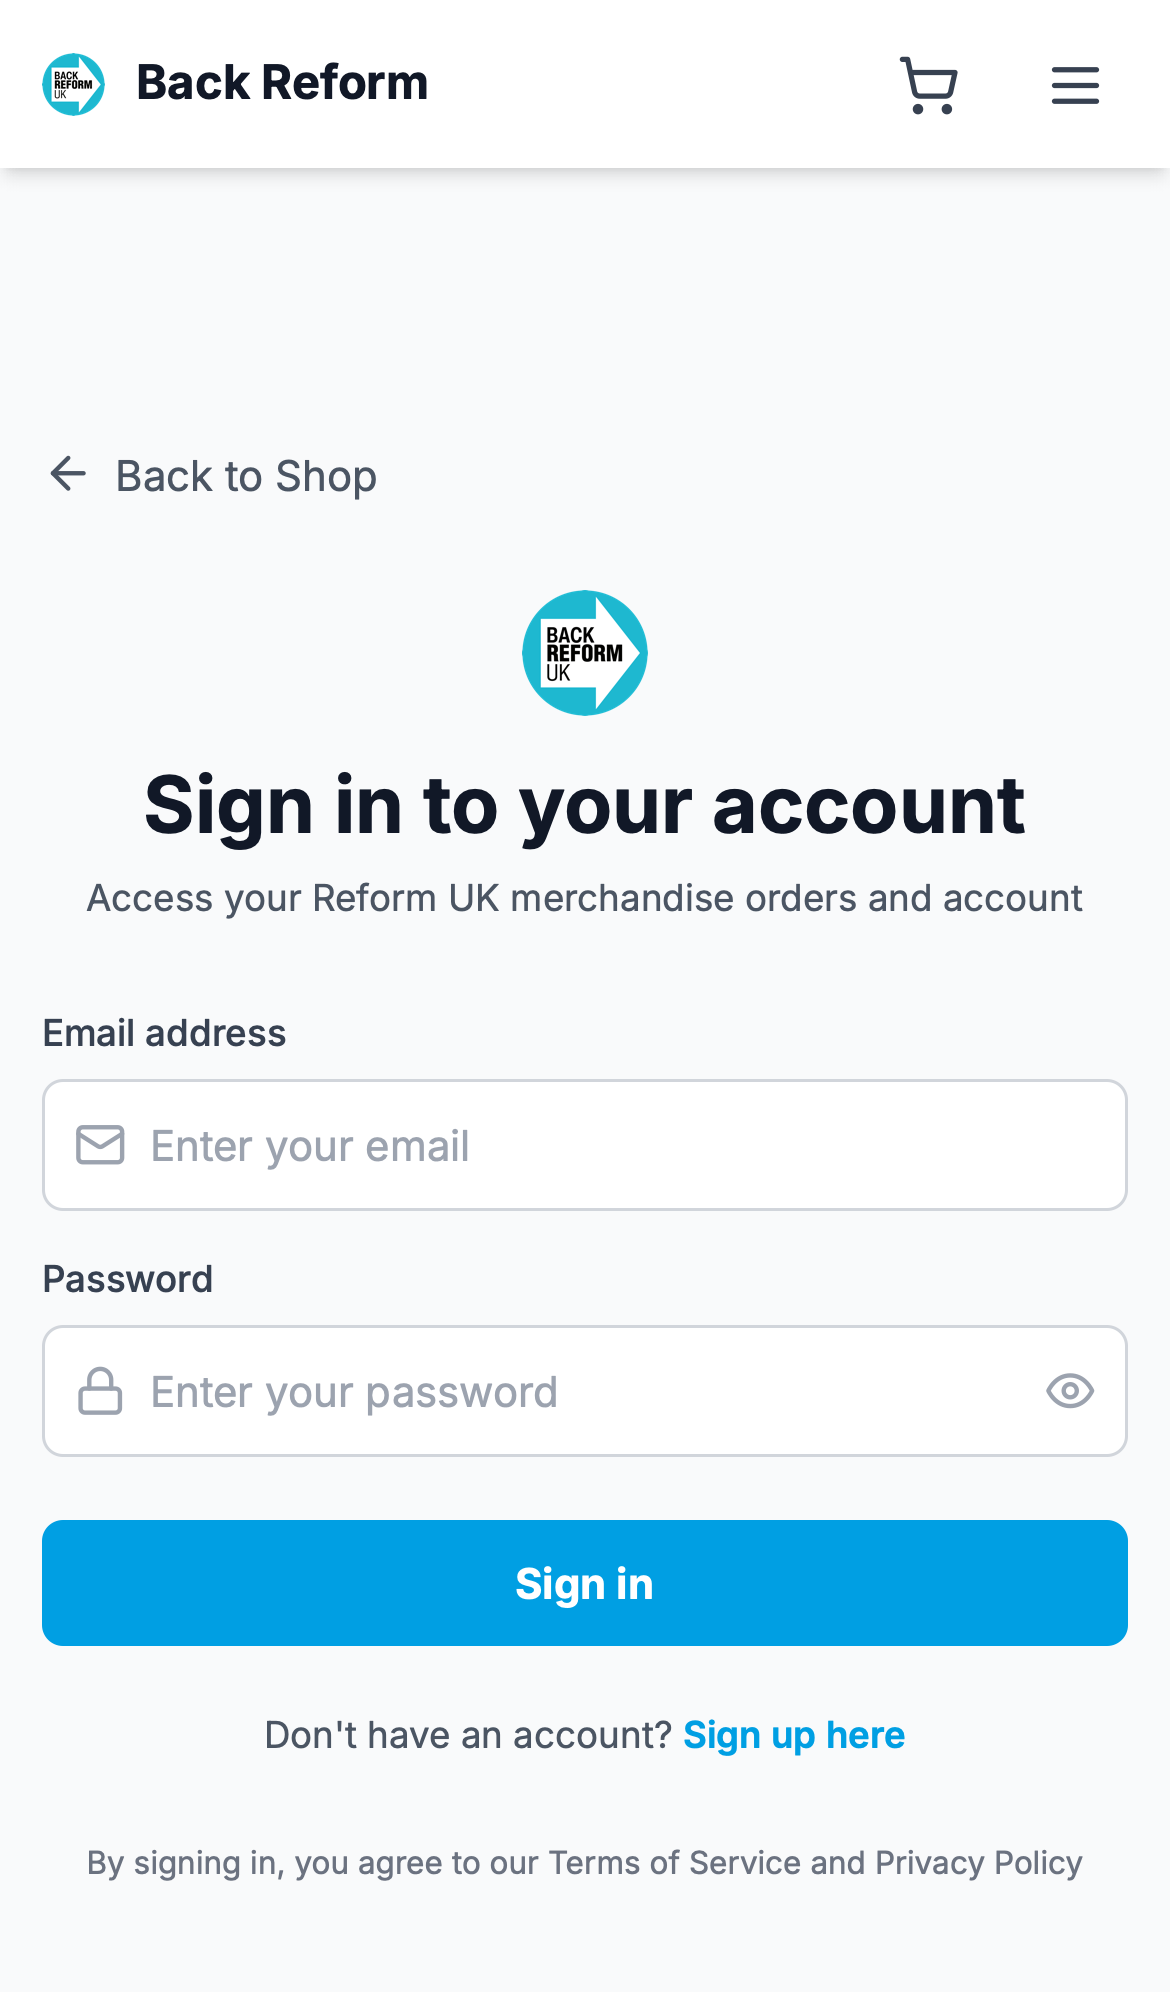 BACK
REFORM
UK
Back Reform
Back to Shop
BACK
REFORM
UK
Sign in to your account
Access your Reform UK merchandise orders and account
Email address
Enter your email
Password
Enter your password
Sign in
Don't have an account? Sign up here
By signing in, you agree to our Terms of Service and Privacy Policy